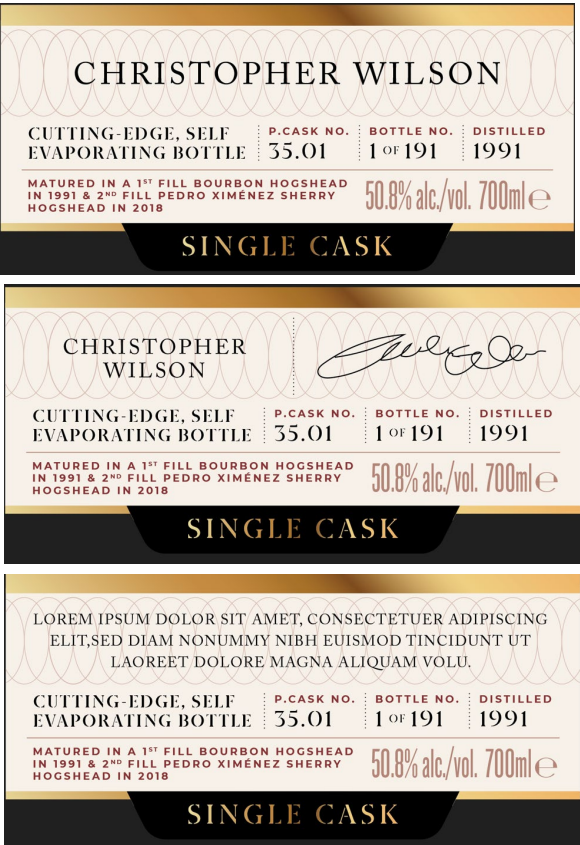 CHRISTOPHER WILSON
CUTTING-EDGE, SELF
EVAPORATING BOTTLE
P.CASK NO.
35.01
BOTTLE NO.
1 OF 191
DISTILLED
1991
MATURED IN A 1ST FILL BOURBON HOGSHEAD
IN 1991 & 2ND FILL PEDRO XIMÉNEZ SHERRY
HOGSHEAD IN 2018
50.8% alc./vol. 700ml ℮
SINGLE CASK
CHRISTOPHER
WILSON
CUTTING-EDGE, SELF
EVAPORATING BOTTLE
P.CASK NO.
35.01
BOTTLE NO.
1 OF 191
DISTILLED
1991
MATURED IN A 1ST FILL BOURBON HOGSHEAD
IN 1991 & 2ND FILL PEDRO XIMÉNEZ SHERRY
HOGSHEAD IN 2018
50.8% alc./vol. 700ml ℮
SINGLE CASK
LOREM IPSUM DOLOR SIT AMET, CONSECTETUER ADIPISCING
ELIT,SED DIAM NONUMMY NIBH EUISMOD TINCIDUNT UT
LAOREET DOLORE MAGNA ALIQUAM VOLU.
CUTTING-EDGE, SELF
EVAPORATING BOTTLE
P.CASK NO.
35.01
BOTTLE NO.
1 OF 191
DISTILLED
1991
MATURED IN A 1ST FILL BOURBON HOGSHEAD
IN 1991 & 2ND FILL PEDRO XIMÉNEZ SHERRY
HOGSHEAD IN 2018
50.8% alc./vol. 700ml ℮
SINGLE CASK